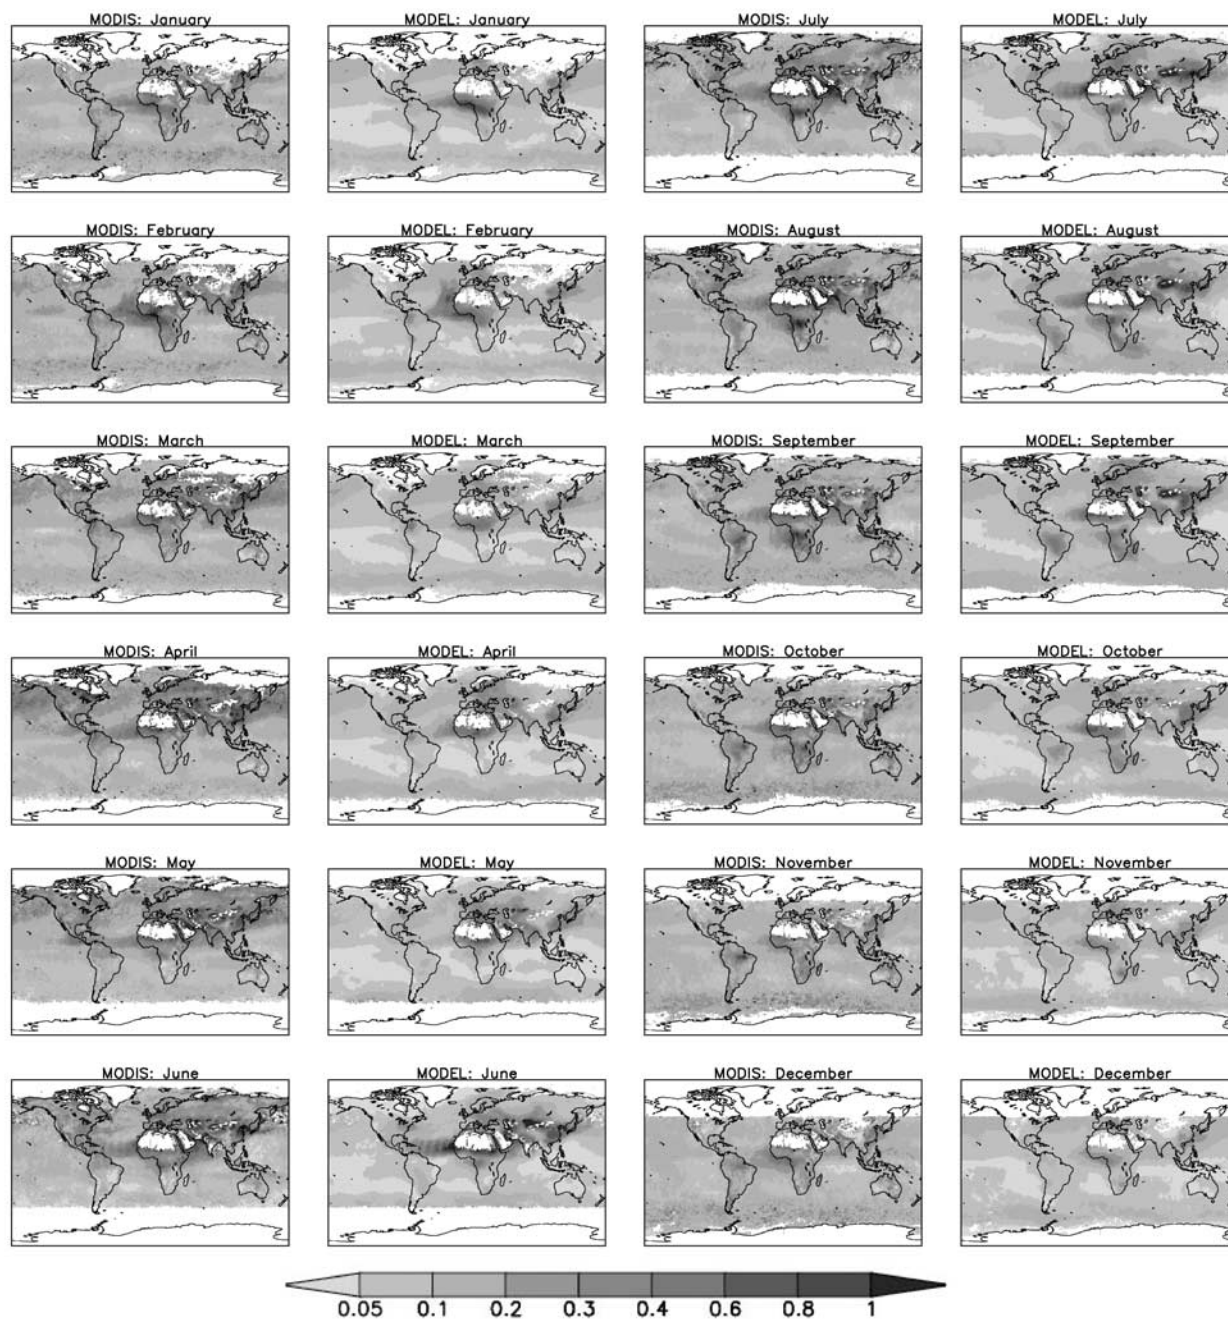 MODIS: January MODEL: January MODIS: July MODEL: July
MODIS: February MODEL: February MODIS: August MODEL: August
MODIS: March MODEL: March MODIS: September MODEL: September
MODIS: April MODEL: April MODIS: October MODEL: October
MODIS: May MODEL: May MODIS: November MODEL: November
MODIS: June MODEL: June MODIS: December MODEL: December
0.05 0.1 0.2 0.3 0.4 0.6 0.8 1